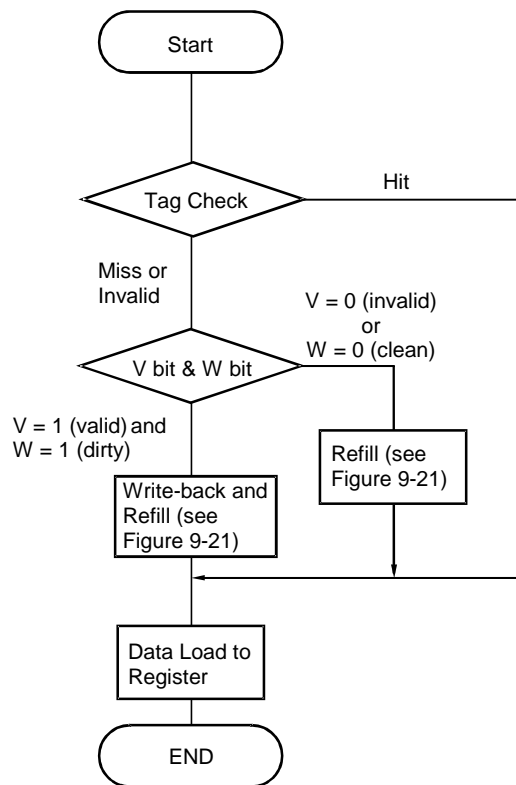 Start
Tag Check
Hit
Miss or
Invalid
V = 0 (invalid)
or
W = 0 (clean)
V bit & W bit
V = 1 (valid) and
W = 1 (dirty)
Refill (see
Figure 9-21)
Write-back and
Refill (see
Figure 9-21)
Data Load to
Register
END